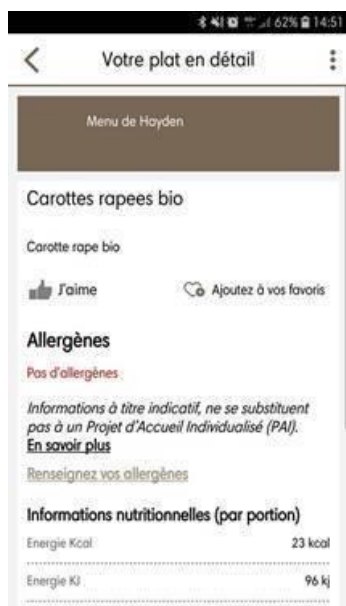 62% 14:51
Votre plat en détail
Menu de Hayden
Carottes rapees bio
Carotte rape bio
J'aime
Ajoutez à vos favoris
Allergènes
Pas d'allergènes
Informations à titre indicatif, ne se substituent
pas à un Projet d'Accueil Individualisé (PAI).
En savoir plus
Renseignez vos allergènes
Informations nutritionnelles (par portion)
Energie Kcal 23 kcal
Energie KJ 96 kj